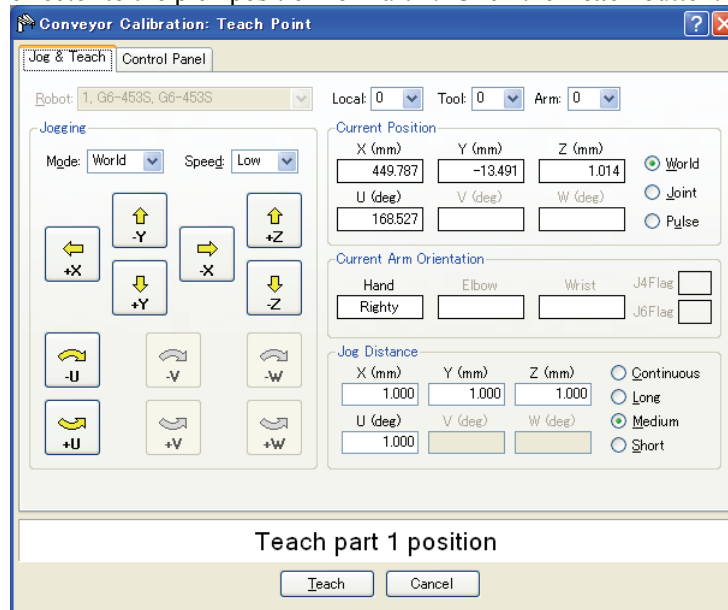 Conveyor Calibration: Teach Point
Jog & Teach Control Panel
Robot: 1, G6-453S, G6-453S Local: 0 Tool: 0 Arm: 0
Jogging
Mode: World Speed: Low
-Y +Z
+X -X
+Y -Z
-U -V -W
+U +V +W
Current Position
X (mm) Y (mm) Z (mm)
449.787 -13.491 1.014
U (deg) V (deg) W (deg)
168.527
World
Joint
Pulse
Current Arm Orientation
Hand Elbow Wrist J4Flag
Righty J6Flag
Jog Distance
X (mm) Y (mm) Z (mm)
1.000 1.000 1.000
U (deg) V (deg) W (deg)
1.000
Continuous
Long
Medium
Short
Teach part 1 position
Teach Cancel